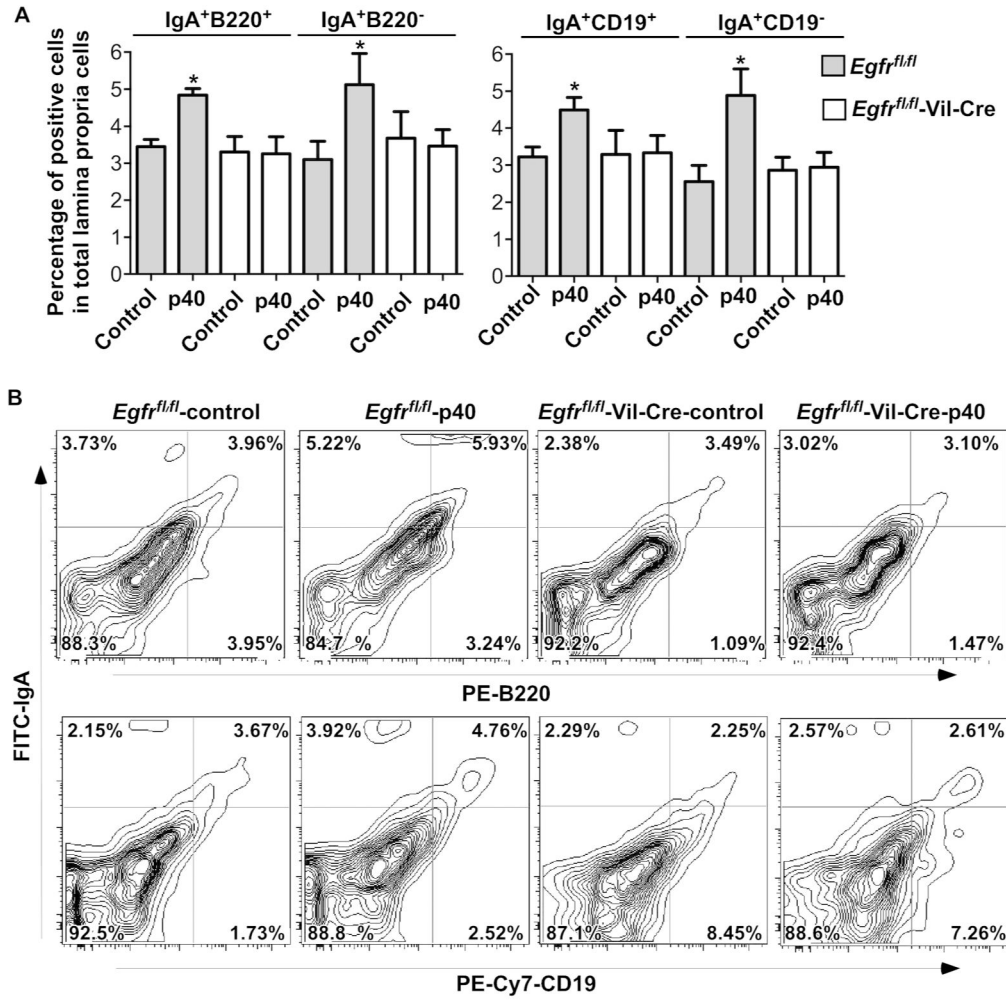 A
IgA+B220+ IgA+B220- IgA+CD19+ IgA+CD19-
Percentage of positive cells
in total lamina propria cells
6 5 4 3 2 1 0
* *
Control p40 Control p40 Control p40 Control p40
6 5 4 3 2 1 0
* *
Control p40 Control p40 Control p40 Control p40
Egfrfl/fl
Egfrfl/fl-Vil-Cre
B
Egfrfl/fl-control Egfrfl/fl-p40 Egfrfl/fl-Vil-Cre-control Egfrfl/fl-Vil-Cre-p40
3.73% 3.96% 5.22% 5.93% 2.38% 3.49% 3.02% 3.10%
88.3% 3.95% 84.7 % 3.24% 92.2% 1.09% 92.4% 1.47%
PE-B220
FITC-IgA
2.15% 3.67% 3.92% 4.76% 2.29% 2.25% 2.57% 2.61%
92.5% 1.73% 88.8 % 2.52% 87.1% 8.45% 88.6% 7.26%
PE-Cy7-CD19